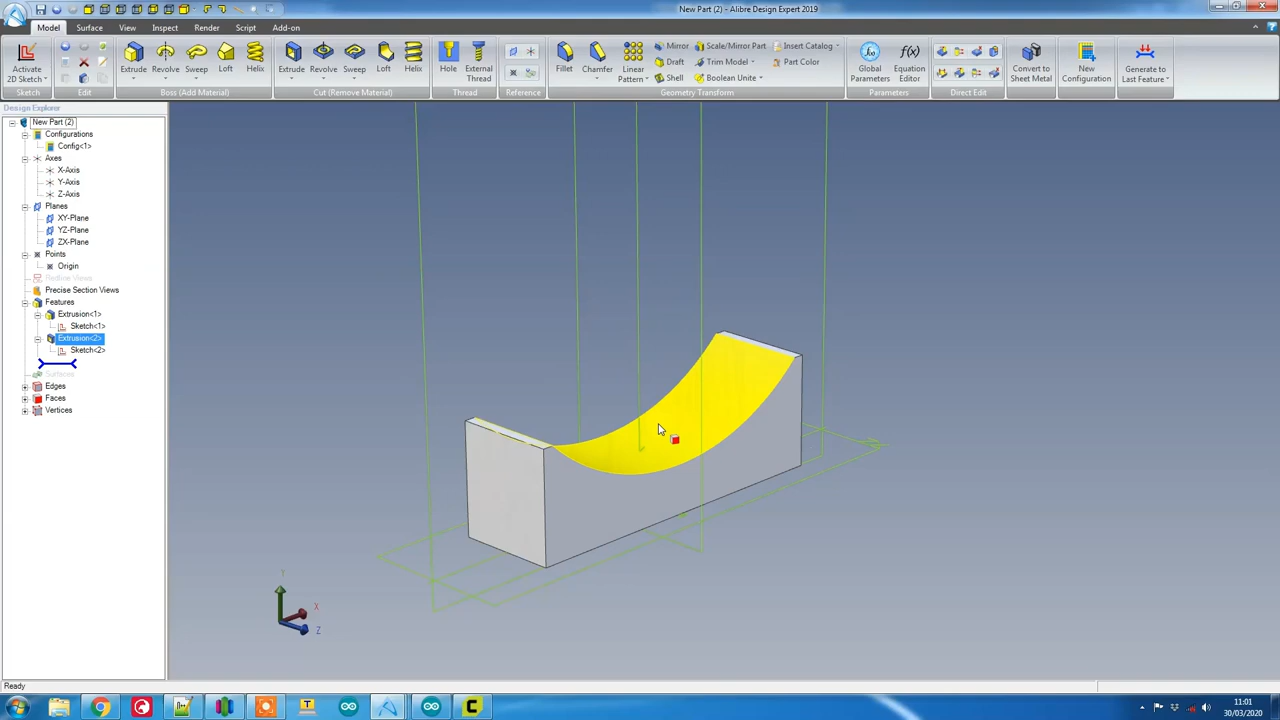 New Part (2) - Alibre Design Expert 2019
Home Surface Render View Inspect Script Add-on
Activate 2D Sketch
Extrude Revolve Sweep Loft Helix
Extrude Revolve Sweep Loft Helix
Hole External Thread
Fillet Chamfer Linear Pattern
Mirror Scale/Mirror Part Insert Catalog
Draft Trim Model Part Color
Shell Boolean Unite
Global Parameters Equation Editor
Convert to Sheet Metal
New Configuration
Generate to Last Feature
Sketch Edit Boss (Add Material) Cut (Remove Material) Thread Reference Geometry Transform Parameters Direct Edit
Design Explorer
New Part (2)
Configurations
Config<1>
Axes
X-Axis
Y-Axis
Z-Axis
Planes
XY-Plane
YZ-Plane
ZX-Plane
Points
Origin
Redline Views
Precise Section Views
Features
Extrusion<1>
Sketch<1>
Extrusion<2>
Sketch<2>
Surfaces
Edges
Faces
Vertices
Y
X
Z
Ready
11:01
30/03/2020